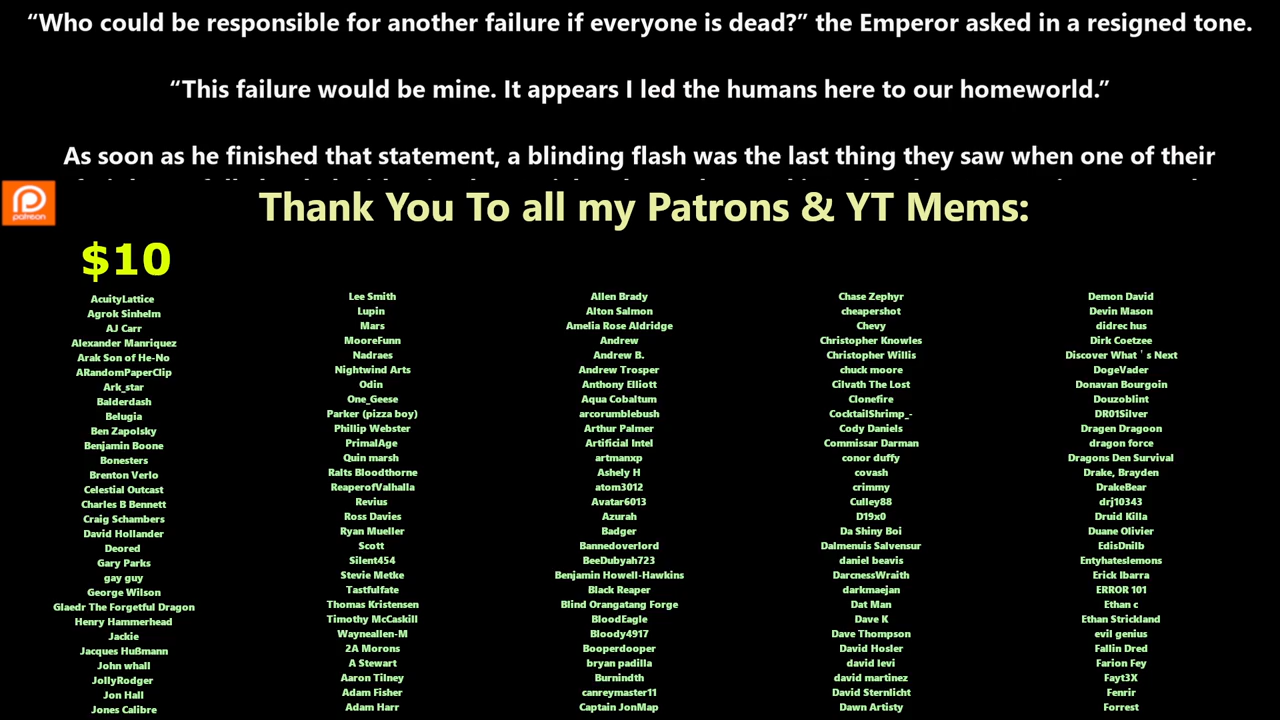 “Who could be responsible for another failure if everyone is dead?” the Emperor asked in a resigned tone.
“This failure would be mine. It appears I led the humans here to our homeworld.”
As soon as he finished that statement, a blinding flash was the last thing they saw when one of their
patreon
Thank You To all my Patrons & YT Mems:
$10
AcuityLattice
Agrok Sinhelm
AJ Carr
Alexander Manriquez
Arak Son of He-No
ARandomPaperClip
Ark_star
Balderdash
Belugia
Ben Zapolsky
Benjamin Boone
Bonesters
Brenton Verlo
Celestial Outcast
Charles B Bennett
Craig Schambers
David Hollander
Deored
Gary Parks
gay guy
George Wilson
Glaedr The Forgetful Dragon
Henry Hammerhead
Jackie
Jacques Hußmann
John whall
JollyRodger
Jon Hall
Jones Calibre
Lee Smith
Lupin
Mars
MooreFunn
Nadraes
Nightwind Arts
Odin
One_Geese
Parker (pizza boy)
Phillip Webster
PrimalAge
Quin marsh
Ralts Bloodthorne
ReaperofValhalla
Revius
Ross Davies
Ryan Mueller
Scott
Silent454
Stevie Metke
Tastfulfate
Thomas Kristensen
Timothy McCaskill
Wayneallen-M
2A Morons
A Stewart
Aaron Tilney
Adam Fisher
Adam Harr
Allen Brady
Alton Salmon
Amelia Rose Aldridge
Andrew
Andrew B.
Andrew Trosper
Anthony Elliott
Aqua Cobaltum
arcorumblebush
Arthur Palmer
Artificial Intel
artmanxp
Ashely H
atom3012
Avatar6013
Azurah
Badger
Bannedoverlord
BeeDubyah723
Benjamin Howell-Hawkins
Black Reaper
Blind Orangatang Forge
BloodEagle
Bloody4917
Booperdooper
bryan padilla
Burnindth
canreymaster11
Captain JonMap
Chase Zephyr
cheapershot
Chevy
Christopher Knowles
Christopher Willis
chuck moore
Cilvath The Lost
Clonefire
CocktailShrimp_-
Cody Daniels
Commissar Darman
conor duffy
covash
crimmy
Culley88
D19x0
Da Shiny Boi
Dalmenuis Salvensur
daniel beavis
DarcnessWraith
darkmaejan
Dat Man
Dave K
Dave Thompson
David Hosler
david levi
david martinez
David Sternlicht
Dawn Artisty
Demon David
Devin Mason
didrec hus
Dirk Coetzee
Discover What's Next
DogeVader
Donavan Bourgoin
Douzoblint
DR01Silver
Dragen Dragoon
dragon force
Dragons Den Survival
Drake, Brayden
DrakeBear
drj10343
Druid Killa
Duane Olivier
EdisDnilb
Entyhateslemons
Erick Ibarra
ERROR 101
Ethan c
Ethan Strickland
evil genius
Fallin Dred
Farion Fey
Fayt3X
Fenrir
Forrest